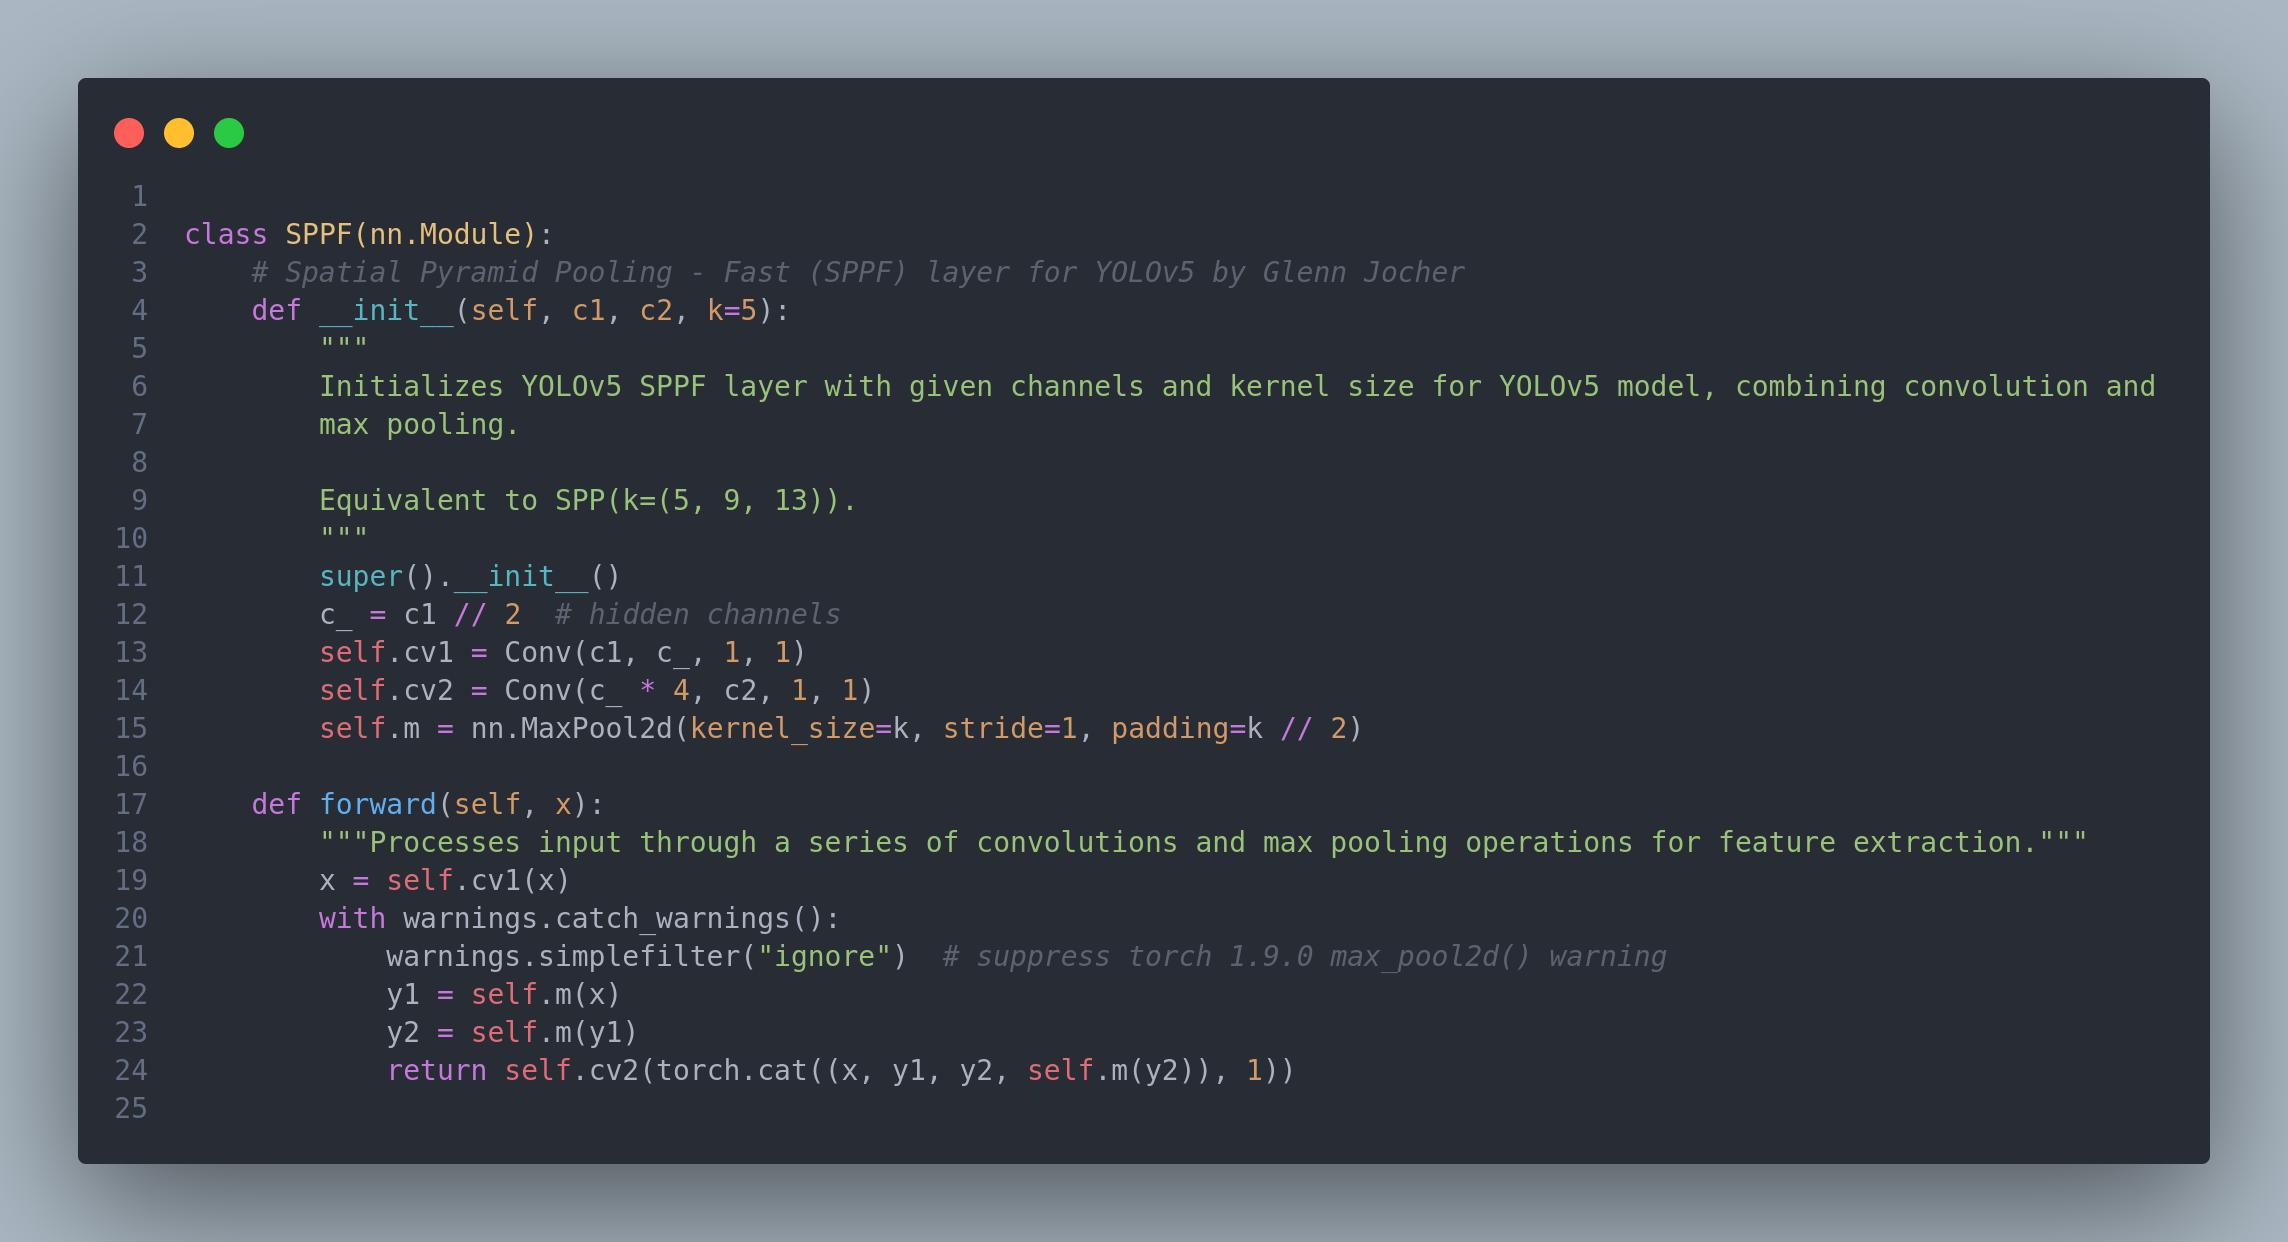 1
2 class SPPF(nn.Module):
3     # Spatial Pyramid Pooling - Fast (SPPF) layer for YOLOv5 by Glenn Jocher
4     def __init__(self, c1, c2, k=5):
5         """
6         Initializes YOLOv5 SPPF layer with given channels and kernel size for YOLOv5 model, combining convolution and
7         max pooling.
8
9         Equivalent to SPP(k=(5, 9, 13)).
10         """
11         super().__init__()
12         c_ = c1 // 2  # hidden channels
13         self.cv1 = Conv(c1, c_, 1, 1)
14         self.cv2 = Conv(c_ * 4, c2, 1, 1)
15         self.m = nn.MaxPool2d(kernel_size=k, stride=1, padding=k // 2)
16
17     def forward(self, x):
18         """Processes input through a series of convolutions and max pooling operations for feature extraction."""
19         x = self.cv1(x)
20         with warnings.catch_warnings():
21             warnings.simplefilter("ignore")  # suppress torch 1.9.0 max_pool2d() warning
22             y1 = self.m(x)
23             y2 = self.m(y1)
24             return self.cv2(torch.cat((x, y1, y2, self.m(y2)), 1))
25